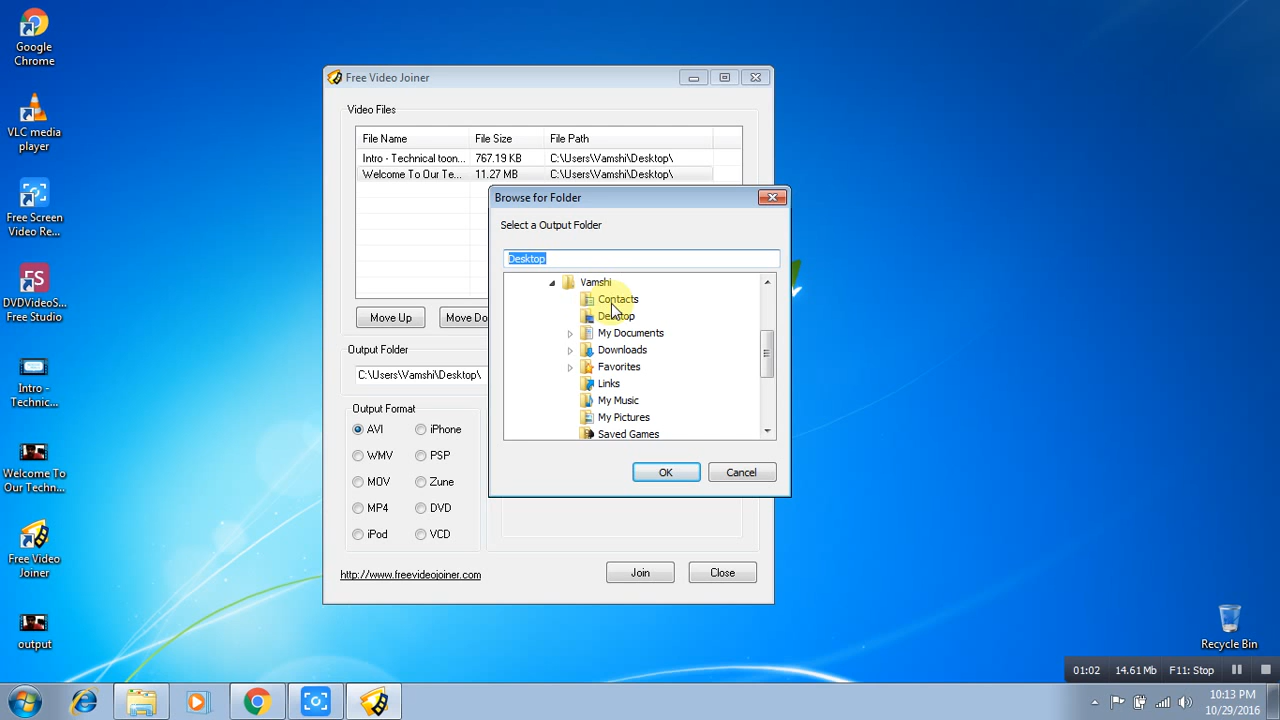 Google
Chrome
VLC media
player
Free Screen
Video Re...
FS
DVDVideoS...
Free Studio
Intro -
Technic...
Welcome To
Our Techn...
Free Video
Joiner
output
Free Video Joiner
Video Files
File Name File Size File Path
Intro - Technical toon... 767.19 KB C:\Users\Vamshi\Desktop\
Welcome To Our Te... 11.27 MB C:\Users\Vamshi\Desktop\
Move Up Move Do
Output Folder
C:\Users\Vamshi\Desktop\
Output Format
AVI iPhone
WMV PSP
MOV Zune
MP4 DVD
iPod VCD
http://www.freevideojoiner.com
Join Close
Browse for Folder
Select a Output Folder
Desktop
Vamshi
Contacts
Desktop
My Documents
Downloads
Favorites
Links
My Music
My Pictures
Saved Games
OK Cancel
Recycle Bin
01:02 14.61Mb F11: Stop
10:13 PM
10/29/2016